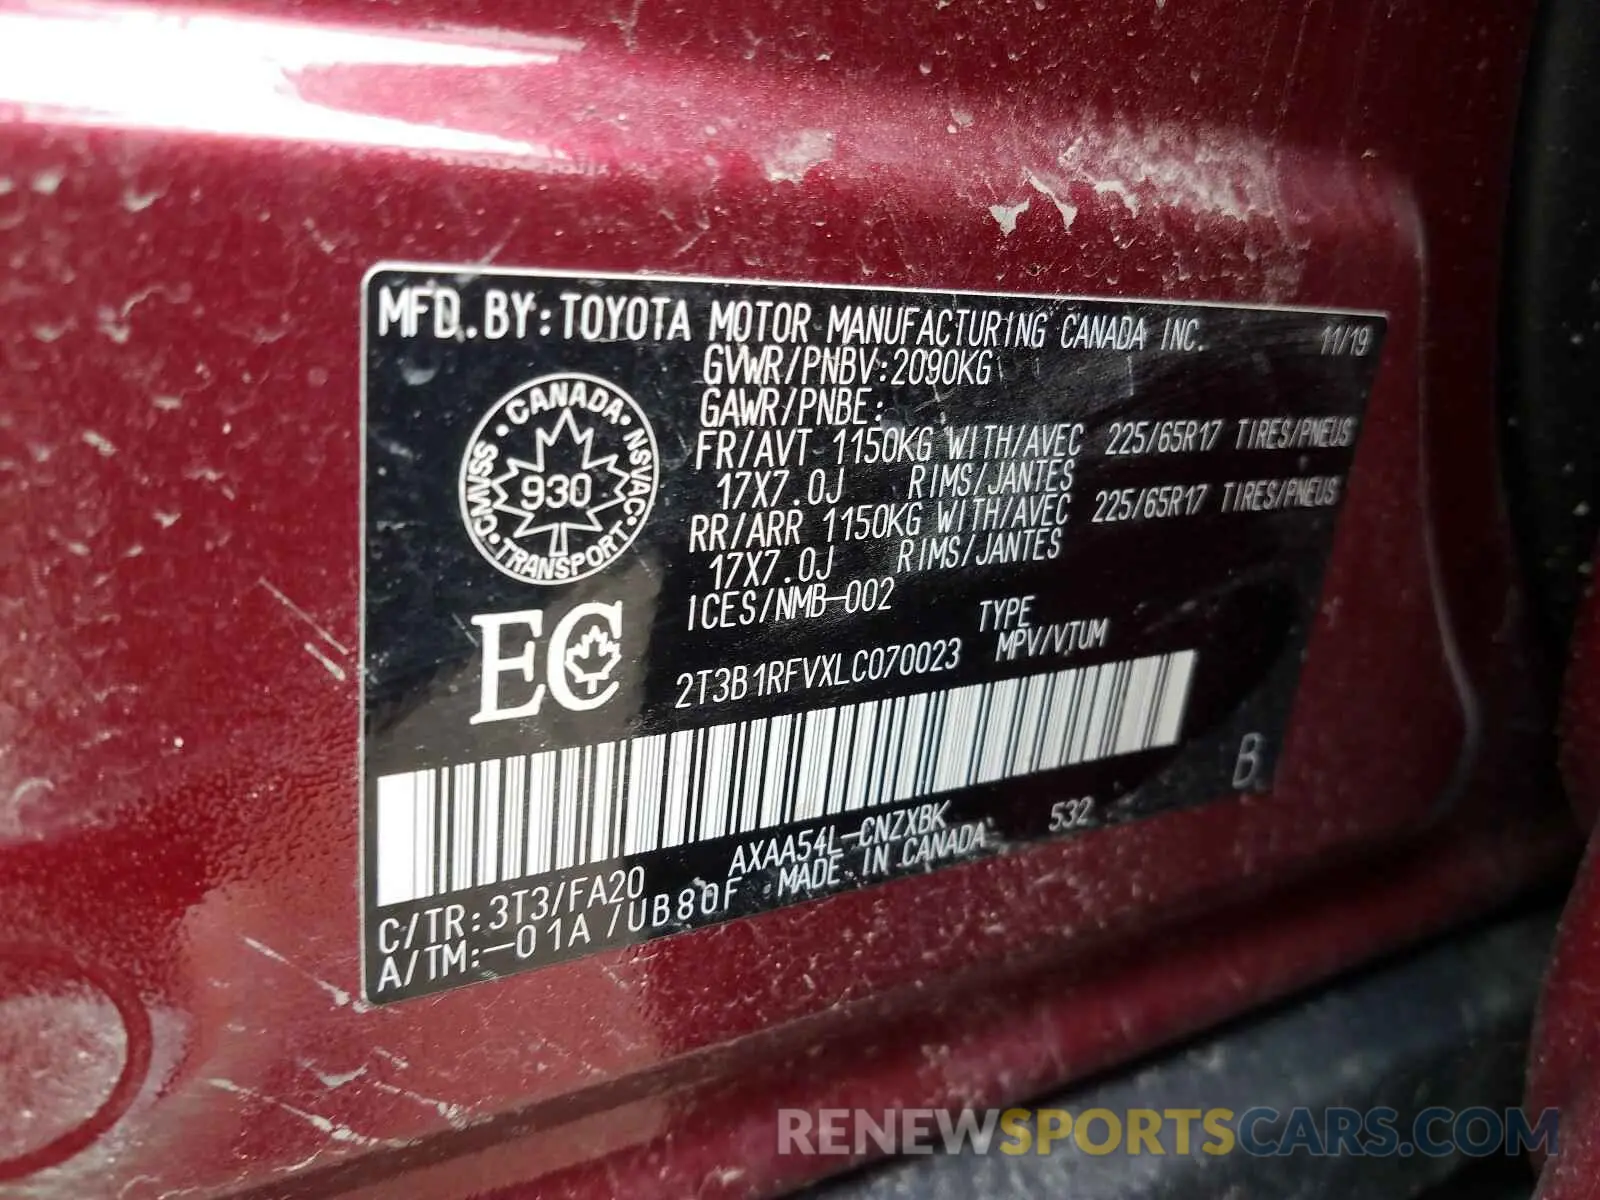 MFD. BY: TOYOTA MOTOR MANUFACTURING CANADA INC. 11/19
GVWR/PNBV: 2090KG
GAWR/PNBE:
FR/AVT 1150KG WITH/AVEC 225/65R17 TIRES/PNEUS
17X7.0J RIMS/JANTES
RR/ARR 1150KG WITH/AVEC 225/65R17 TIRES/PNEUS
17X7.0J RIMS/JANTES
ICES/NMB-002
CANADA • NSVAC • TRANSPORT • CMVSS •
930
EC
TYPE
2T3B1RFVXLC070023 MPV/VTUM
B
AXAA54L-CNZXBK 532
C/TR: 3T3/FA20 MADE IN CANADA
A/TM: -01A /UB80F
RENEWSPORTSCARS.COM